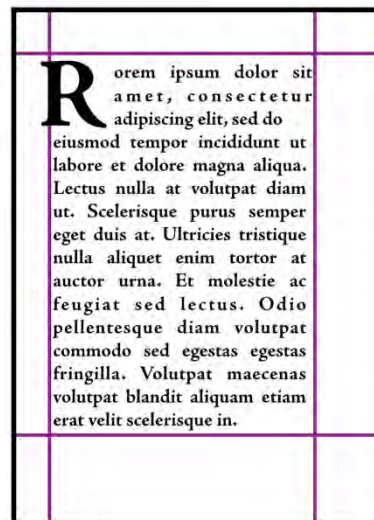 Rorem ipsum dolor sit
amet, consectetur
adipiscing elit, sed do
eiusmod tempor incididunt ut
labore et dolore magna aliqua.
Lectus nulla at volutpat diam
ut. Scelerisque purus semper
eget duis at. Ultricies tristique
nulla aliquet enim tortor at
auctor urna. Et molestie ac
feugiat sed lectus. Odio
pellentesque diam volutpat
commodo sed egestas egestas
fringilla. Volutpat maecenas
volutpat blandit aliquam etiam
erat velit scelerisque in.